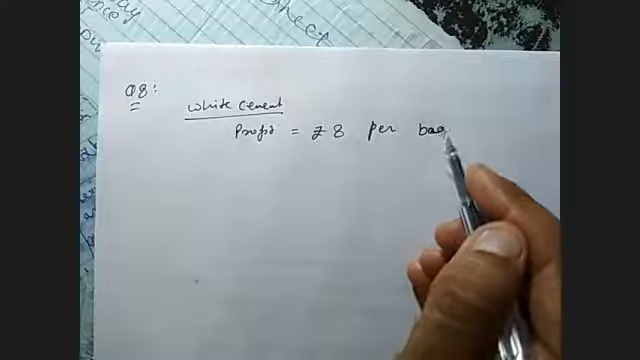 Q8:
White cement
Profit = ₹ 8 per bag